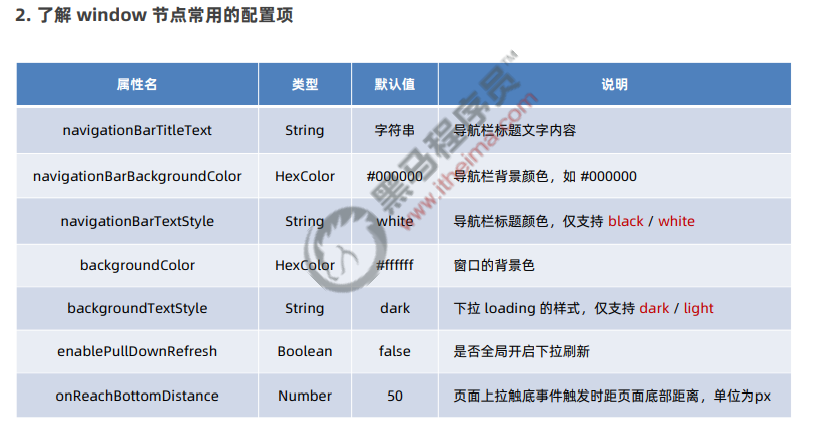 2. 了解 window 节点常用的配置项
属性名 类型 默认值 说明
navigationBarTitleText String 字符串 导航栏标题文字内容
navigationBarBackgroundColor HexColor #000000 导航栏背景颜色，如 #000000
navigationBarTextStyle String white 导航栏标题颜色，仅支持 black / white
backgroundColor HexColor #ffffff 窗口的背景色
backgroundTextStyle String dark 下拉 loading 的样式，仅支持 dark / light
enablePullDownRefresh Boolean false 是否全局开启下拉刷新
onReachBottomDistance Number 50 页面上拉触底事件触发时距页面底部距离，单位为px
黑马程序员™
www.itheima.com